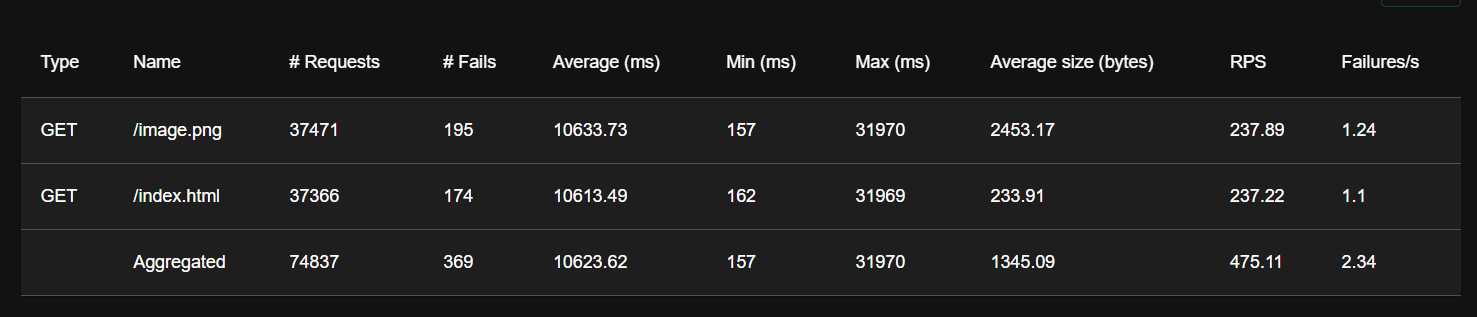 Type Name # Requests # Fails Average (ms) Min (ms) Max (ms) Average size (bytes) RPS Failures/s
GET /image.png 37471 195 10633.73 157 31970 2453.17 237.89 1.24
GET /index.html 37366 174 10613.49 162 31969 233.91 237.22 1.1
Aggregated 74837 369 10623.62 157 31970 1345.09 475.11 2.34